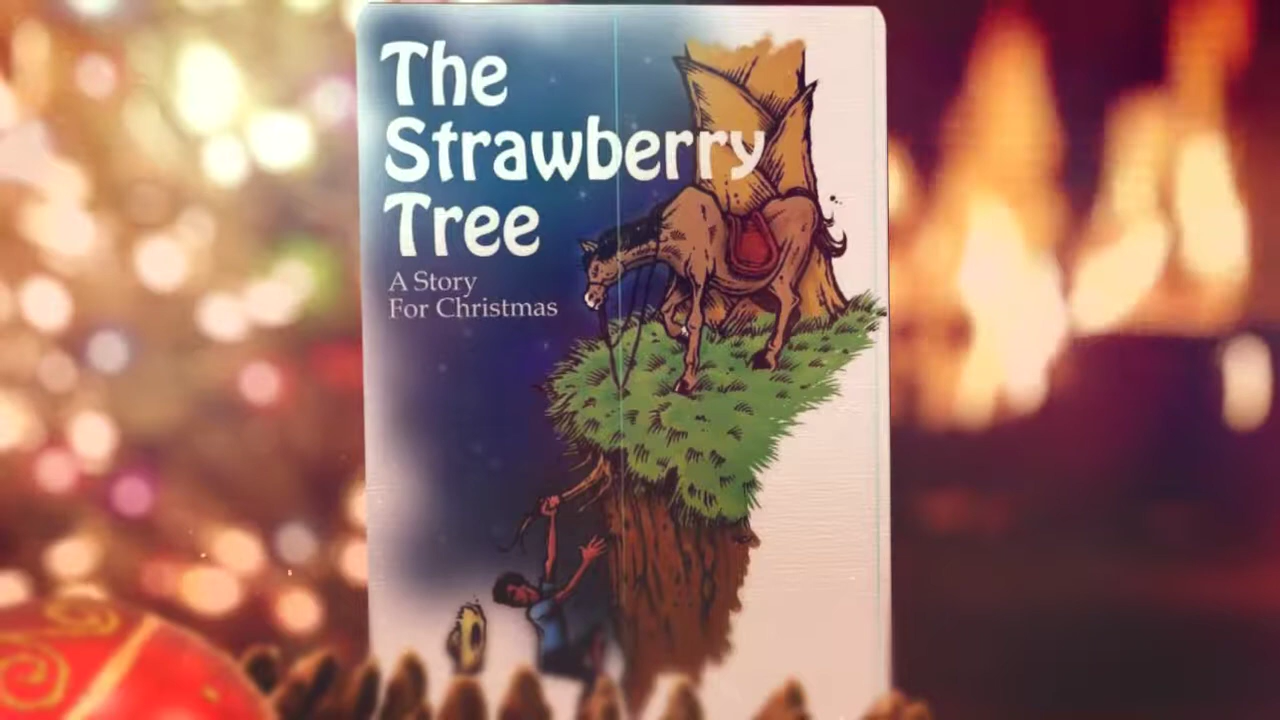 The
Strawberry
Tree
A Story
For Christmas